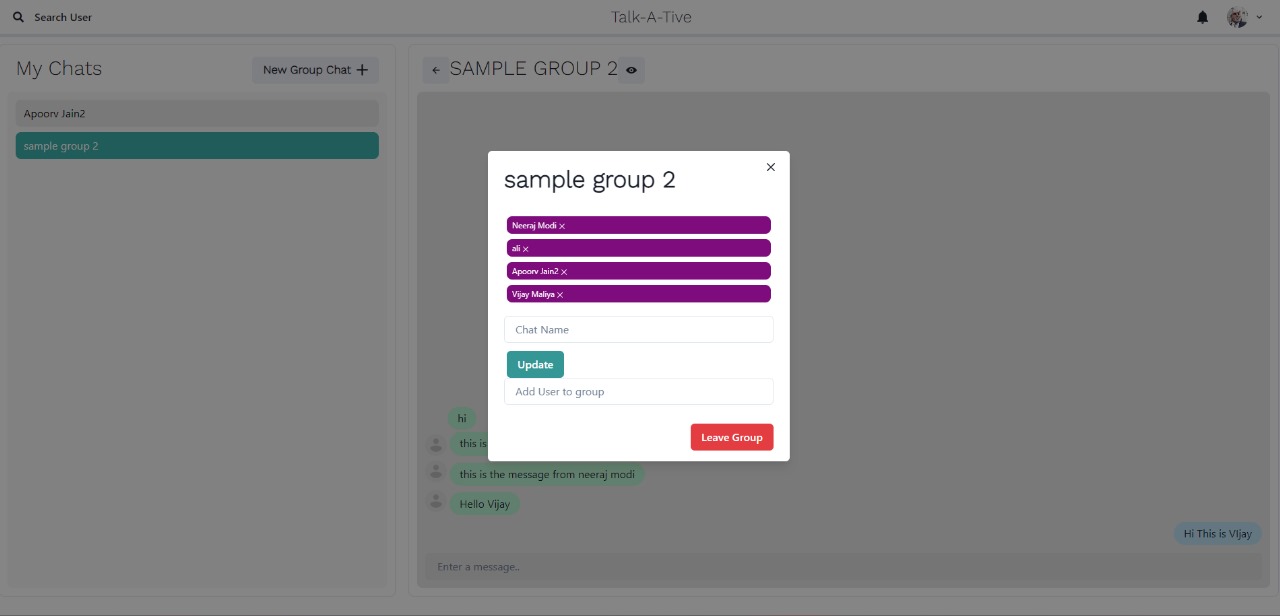 Search User
Talk-A-Tive
My Chats
New Group Chat
Apoorv Jain2
sample group 2
SAMPLE GROUP 2
sample group 2
Neeraj Modi
ali
Apoorv Jain2
Vijay Maliya
Chat Name
Update
Add User to group
Leave Group
hi
this is
this is the message from neeraj modi
Hello Vijay
Hi This is VIjay
Enter a message..